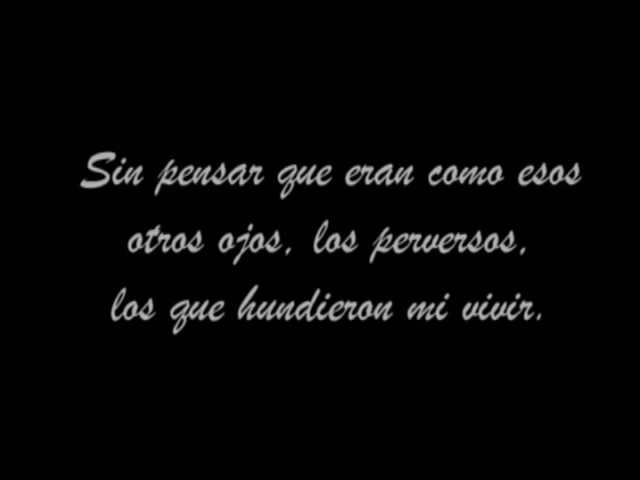 Sin pensar que eran como esos
otros ojos, los perversos,
los que hundieron mi vivir.